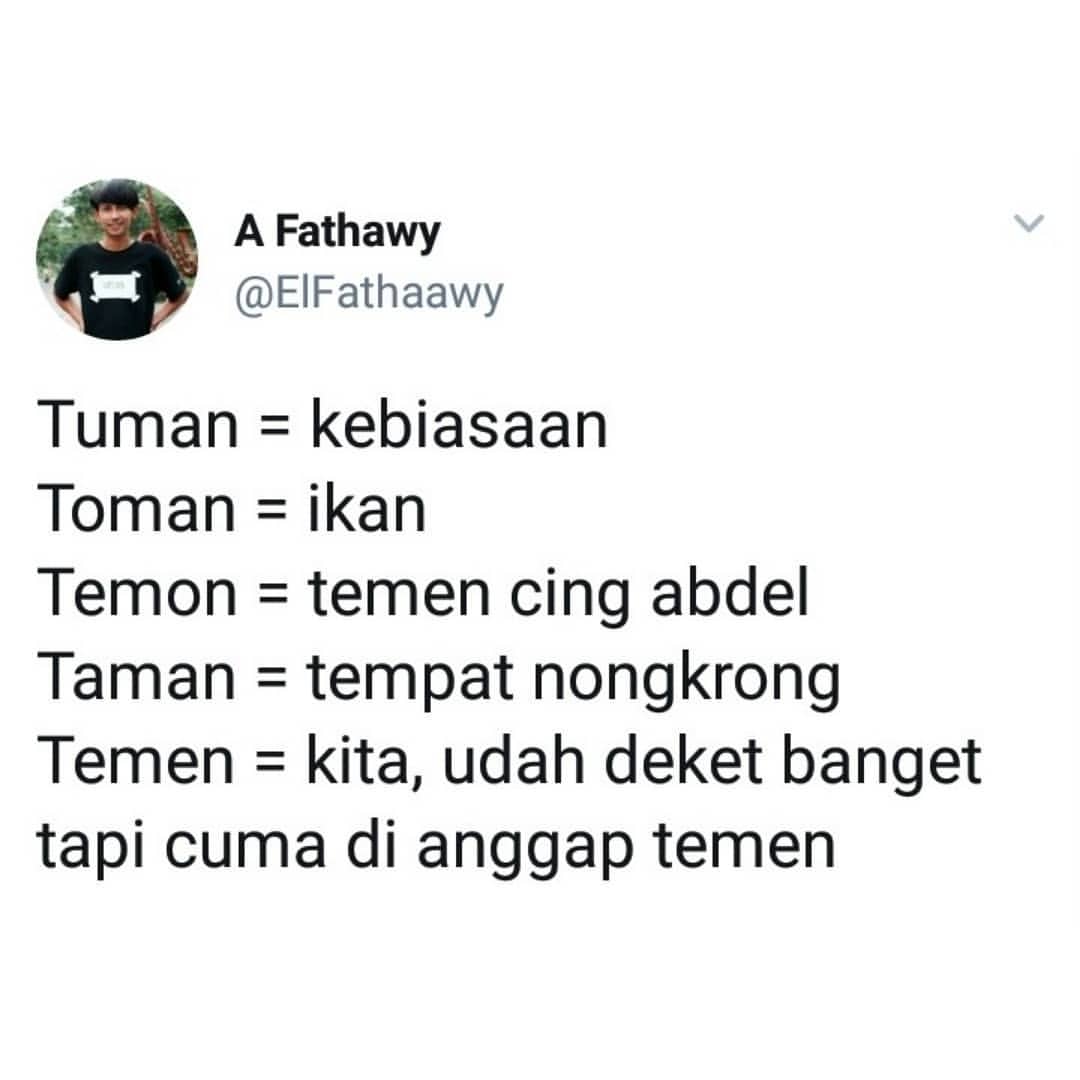 A Fathawy
@ElFathaawy
Tuman = kebiasaan
Toman = ikan
Temon = temen cing abdel
Taman = tempat nongkrong
Temen = kita, udah deket banget
tapi cuma di anggap temen